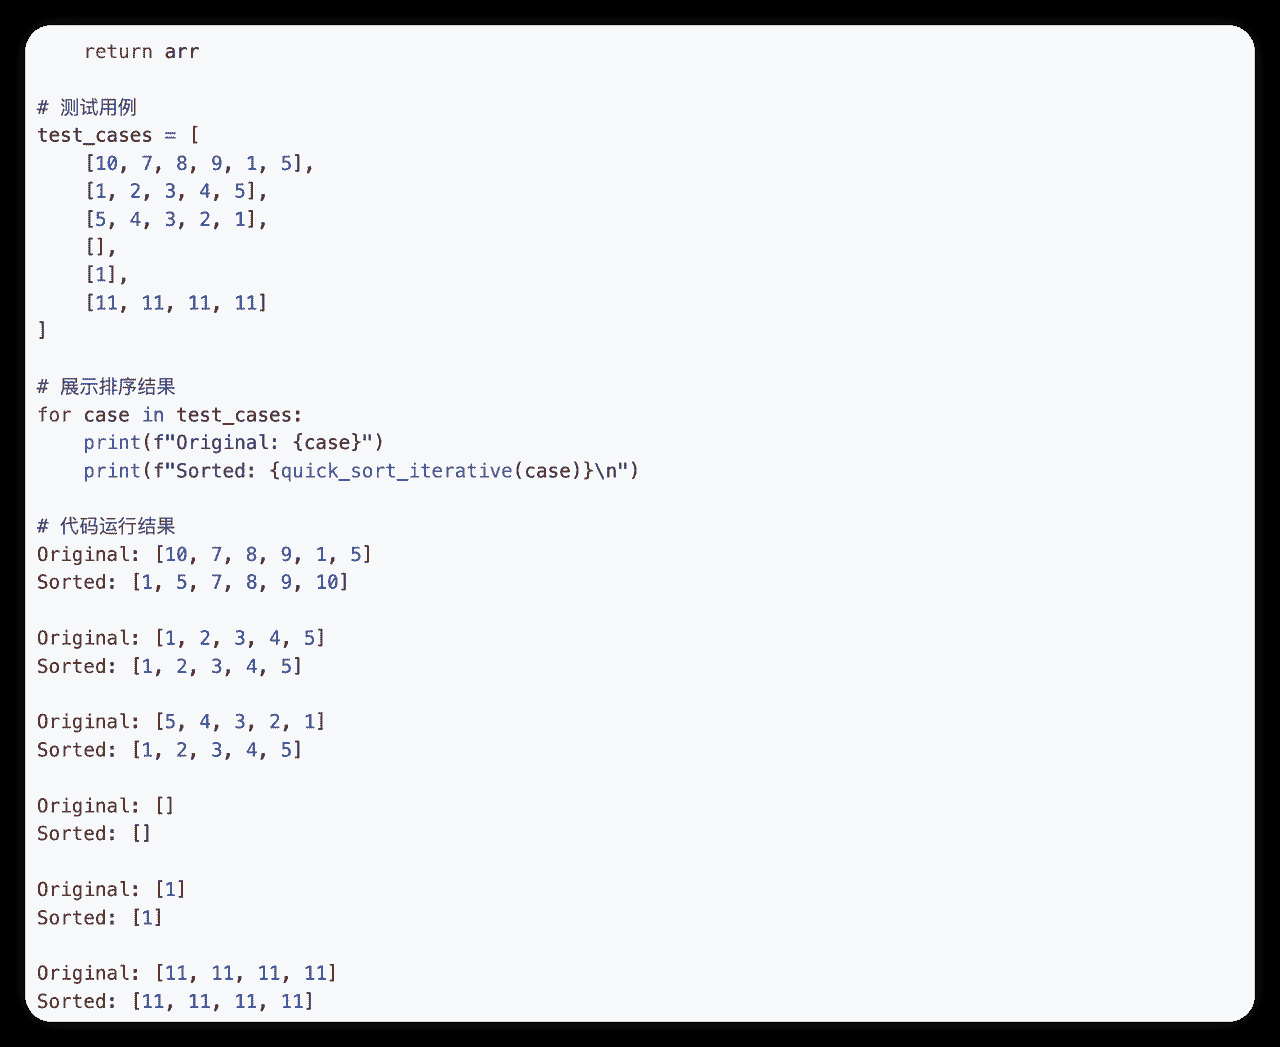 return arr

# 测试用例
test_cases = [
    [10, 7, 8, 9, 1, 5],
    [1, 2, 3, 4, 5],
    [5, 4, 3, 2, 1],
    [],
    [1],
    [11, 11, 11, 11]
]

# 展示排序结果
for case in test_cases:
    print(f"Original: {case}")
    print(f"Sorted: {quick_sort_iterative(case)}\n")

# 代码运行结果
Original: [10, 7, 8, 9, 1, 5]
Sorted: [1, 5, 7, 8, 9, 10]

Original: [1, 2, 3, 4, 5]
Sorted: [1, 2, 3, 4, 5]

Original: [5, 4, 3, 2, 1]
Sorted: [1, 2, 3, 4, 5]

Original: []
Sorted: []

Original: [1]
Sorted: [1]

Original: [11, 11, 11, 11]
Sorted: [11, 11, 11, 11]